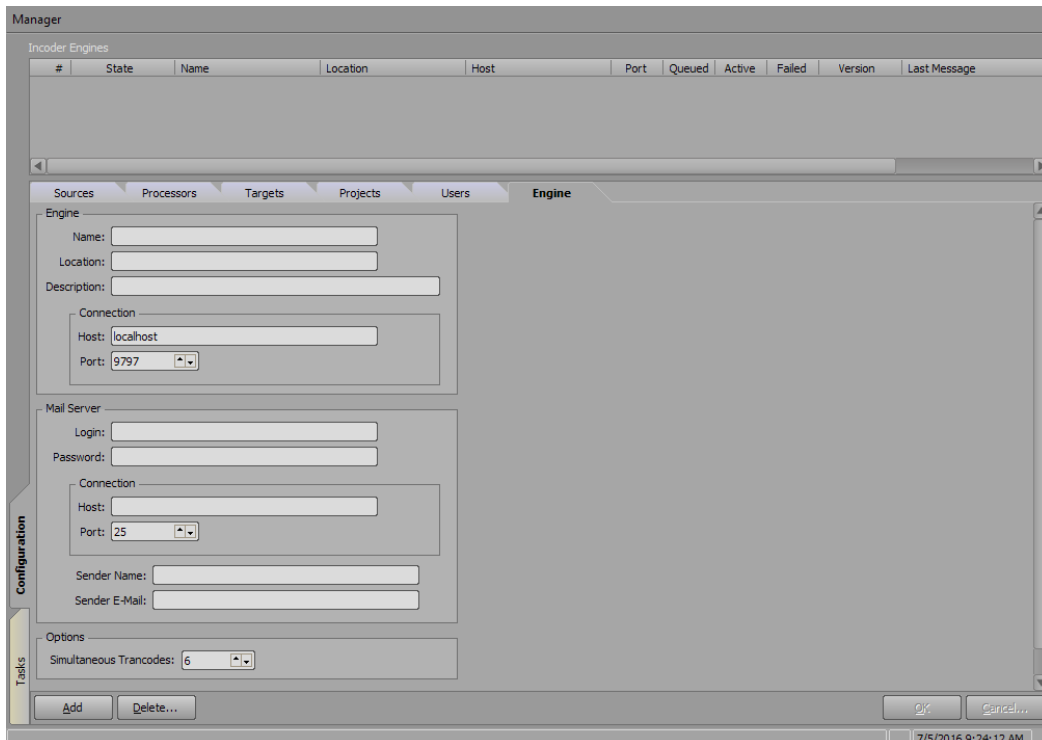 Manager
Incoder Engines
# State Name Location Host Port Queued Active Failed Version Last Message
Sources Processors Targets Projects Users Engine
Engine
Name:
Location:
Description:
Connection
Host: localhost
Port: 9797
Mail Server
Login:
Password:
Connection
Host:
Port: 25
Sender Name:
Sender E-Mail:
Options
Simultaneous Trancodes: 6
Configuration
Tasks
Add Delete... OK Cancel...
7/5/2016 9:24:12 AM